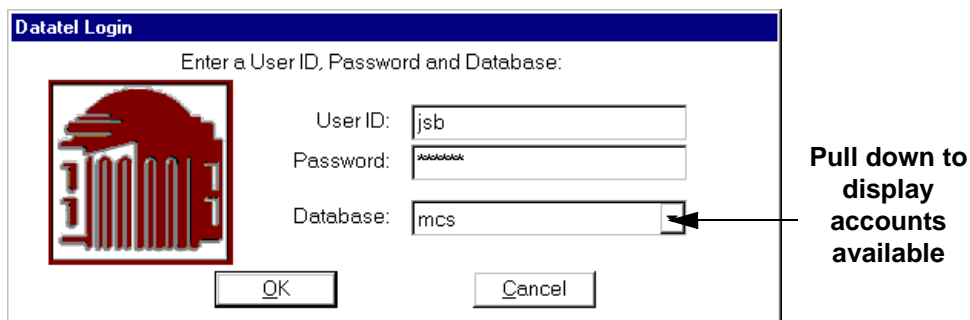 Datatel Login
Enter a User ID, Password and Database:
User ID: jsb
Password: *******
Database: mcs
OK Cancel
Pull down to
display
accounts
available